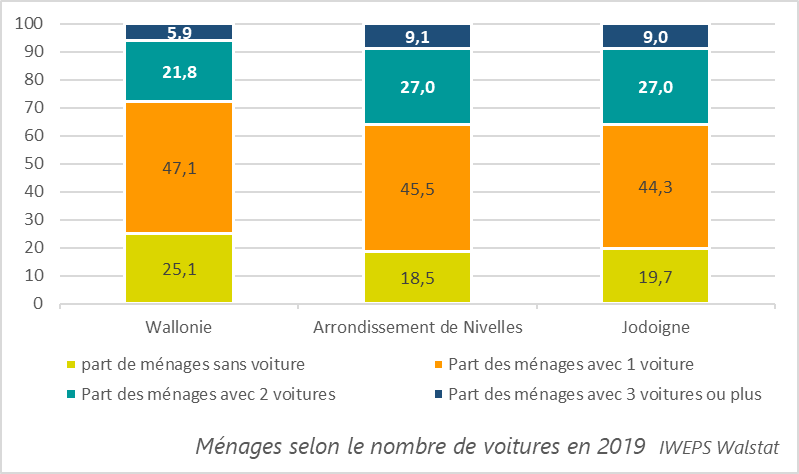 100
5,9
9,1
9,0
90
21,8
27,0
27,0
80
70
60
47,1
45,5
44,3
50
40
30
20
25,1
18,5
19,7
10
0
Wallonie
Arrondissement de Nivelles
Jodoigne
part de ménages sans voiture
Part des ménages avec 1 voiture
Part des ménages avec 2 voitures
Part des ménages avec 3 voitures ou plus
Ménages selon le nombre de voitures en 2019 IWEPS Walstat